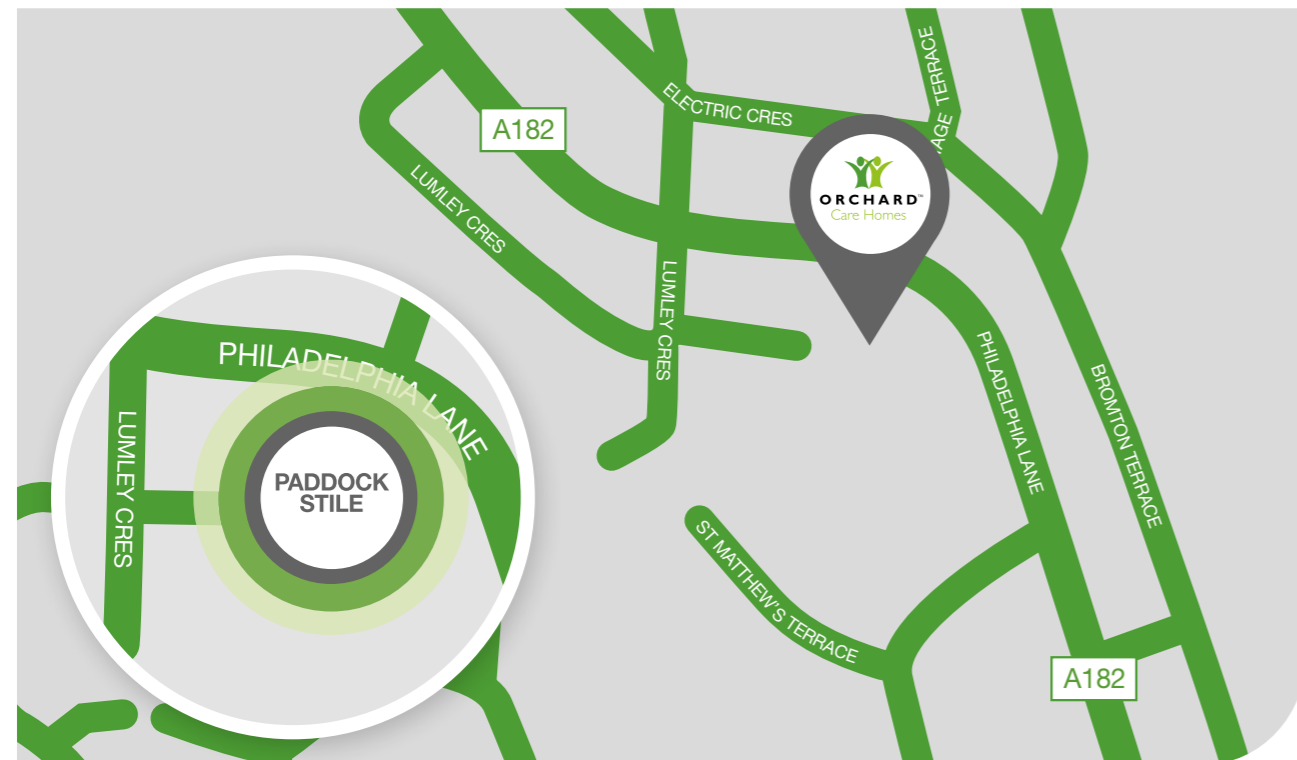 ELECTRIC CRES
TERRACE
AGE
A182
LUMLEY CRES
ORCHARD™
Care Homes
LUMLEY CRES
PHILADELPHIA LANE
BROMTON TERRACE
PHILADELPHIA LANE
LUMLEY CRES
PADDOCK
STILE
ST MATTHEW'S TERRACE
A182